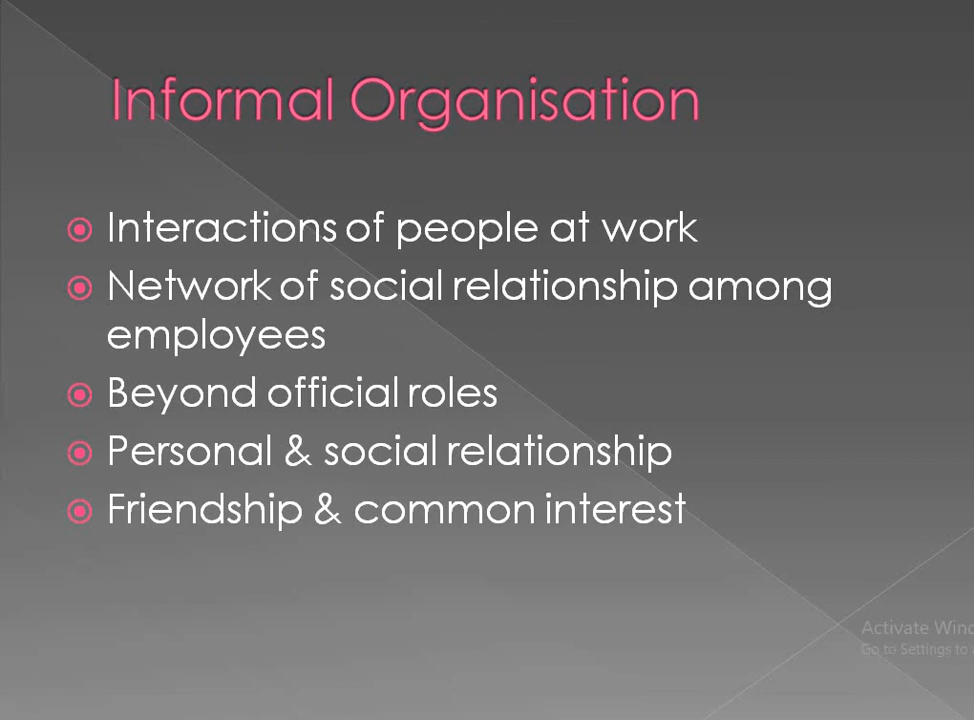 Informal Organisation
Interactions of people at work
Network of social relationship among
employees
Beyond official roles
Personal & social relationship
Friendship & common interest
Activate Wind
Go to Settings to